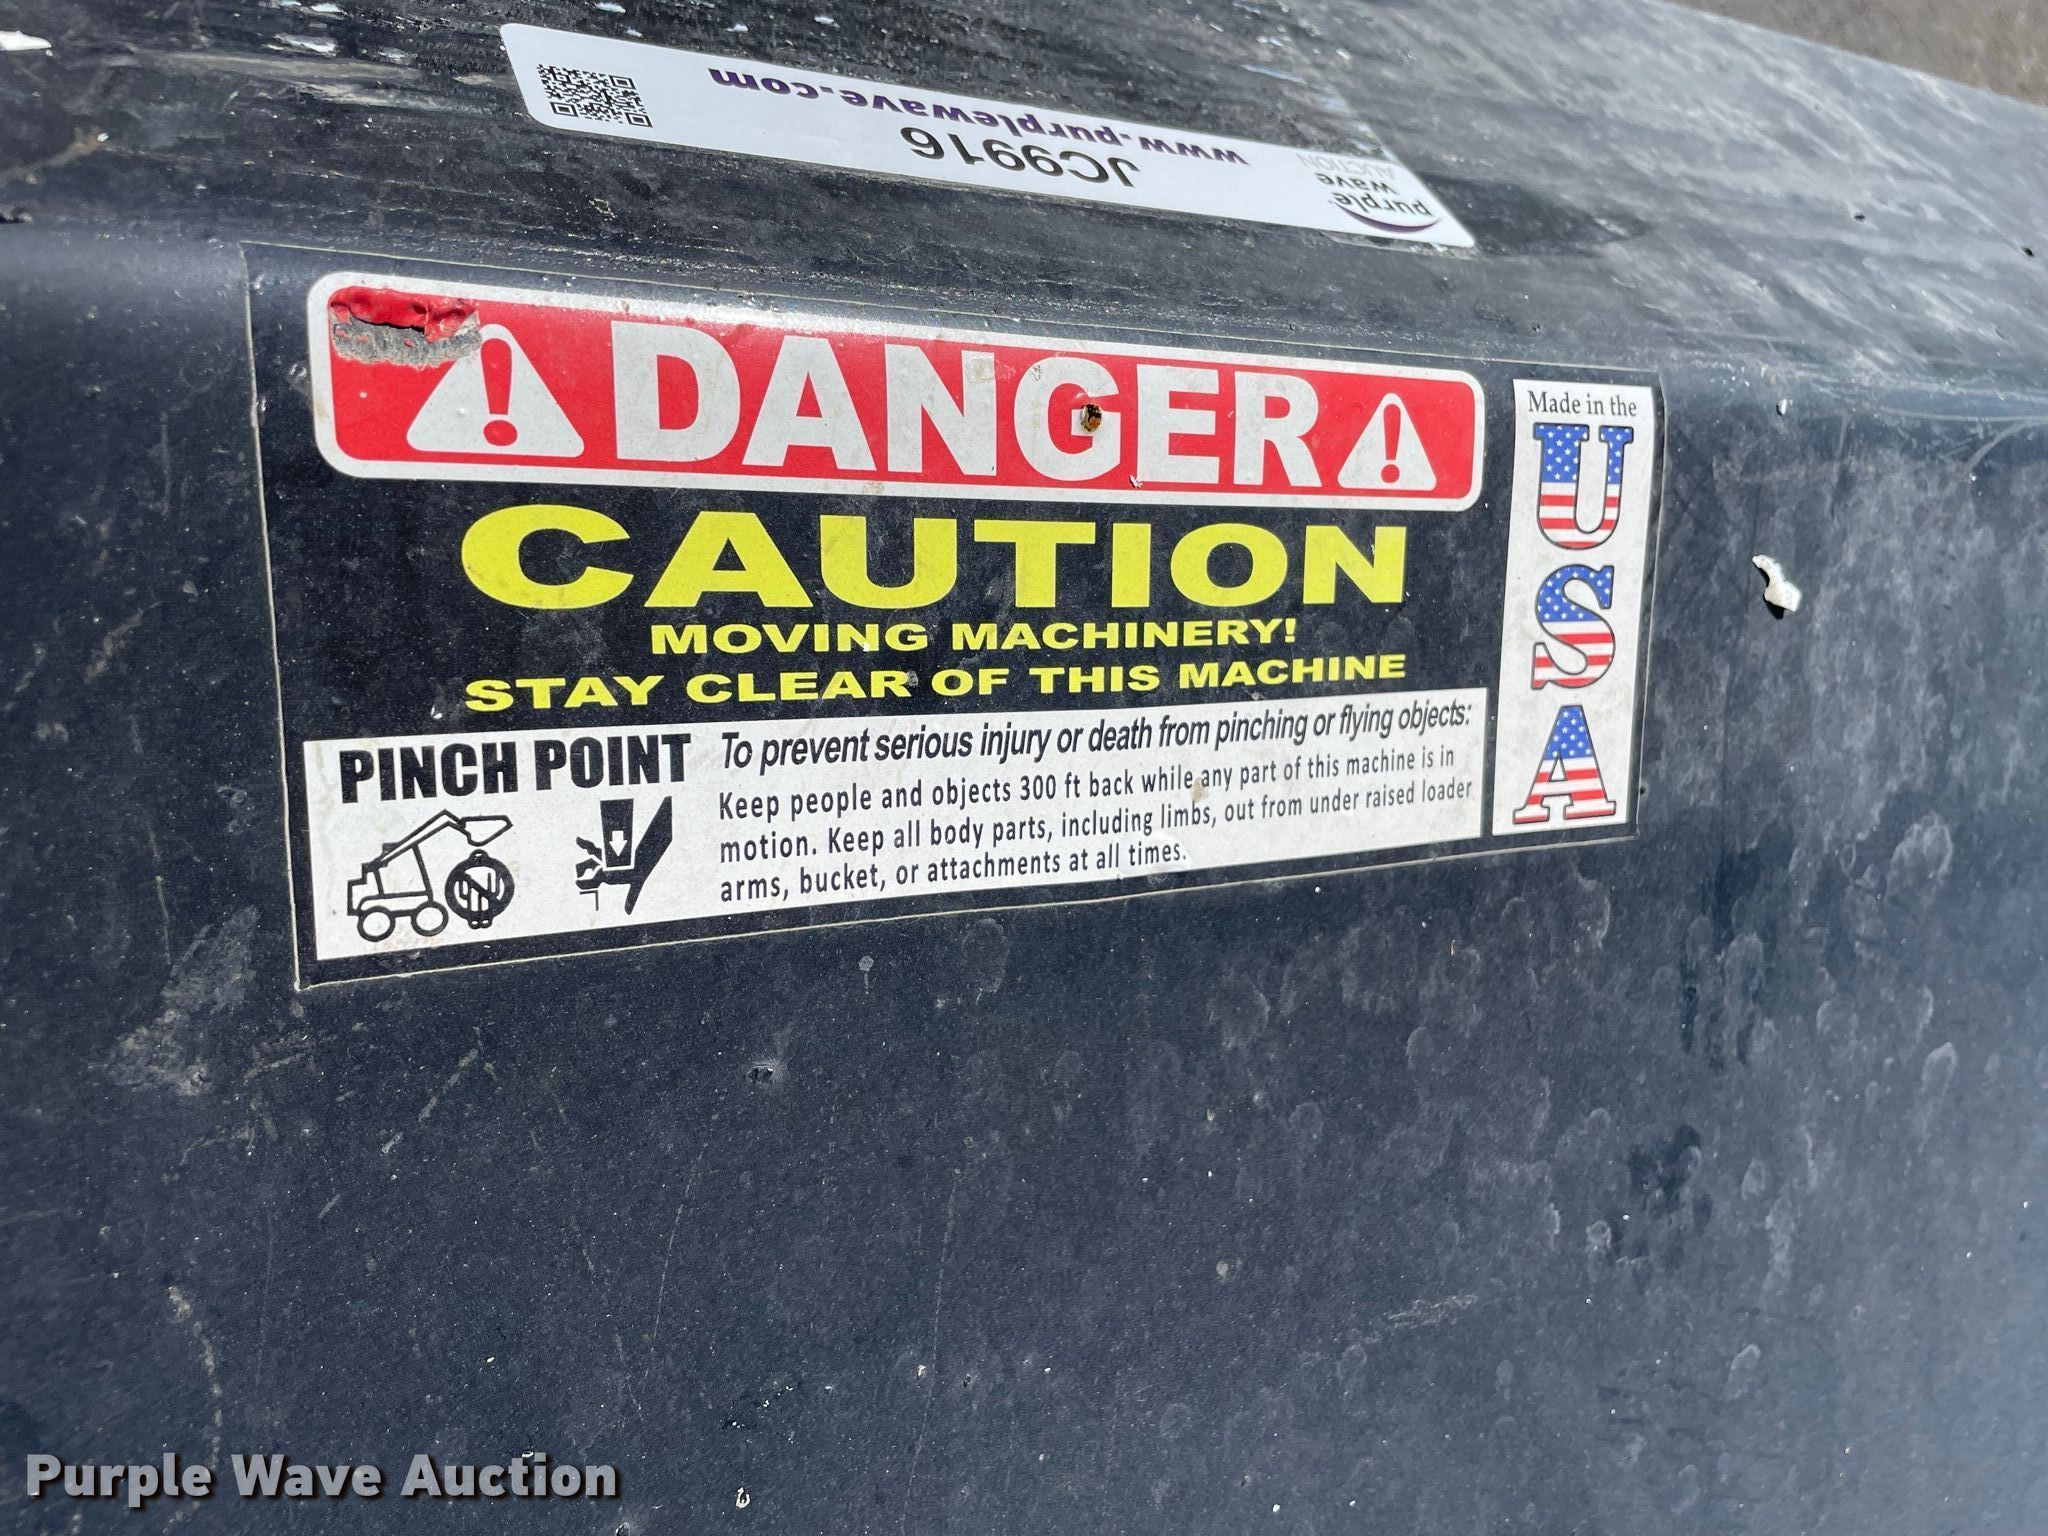 purple wave
AUCTION
JC9916
www.purplewave.com
DANGER
CAUTION
MOVING MACHINERY!
STAY CLEAR OF THIS MACHINE
PINCH POINT
To prevent serious injury or death from pinching or flying objects:
Keep people and objects 300 ft back while any part of this machine is in
motion. Keep all body parts, including limbs, out from under raised loader
arms, bucket, or attachments at all times.
Made in the
USA
Purple Wave Auction